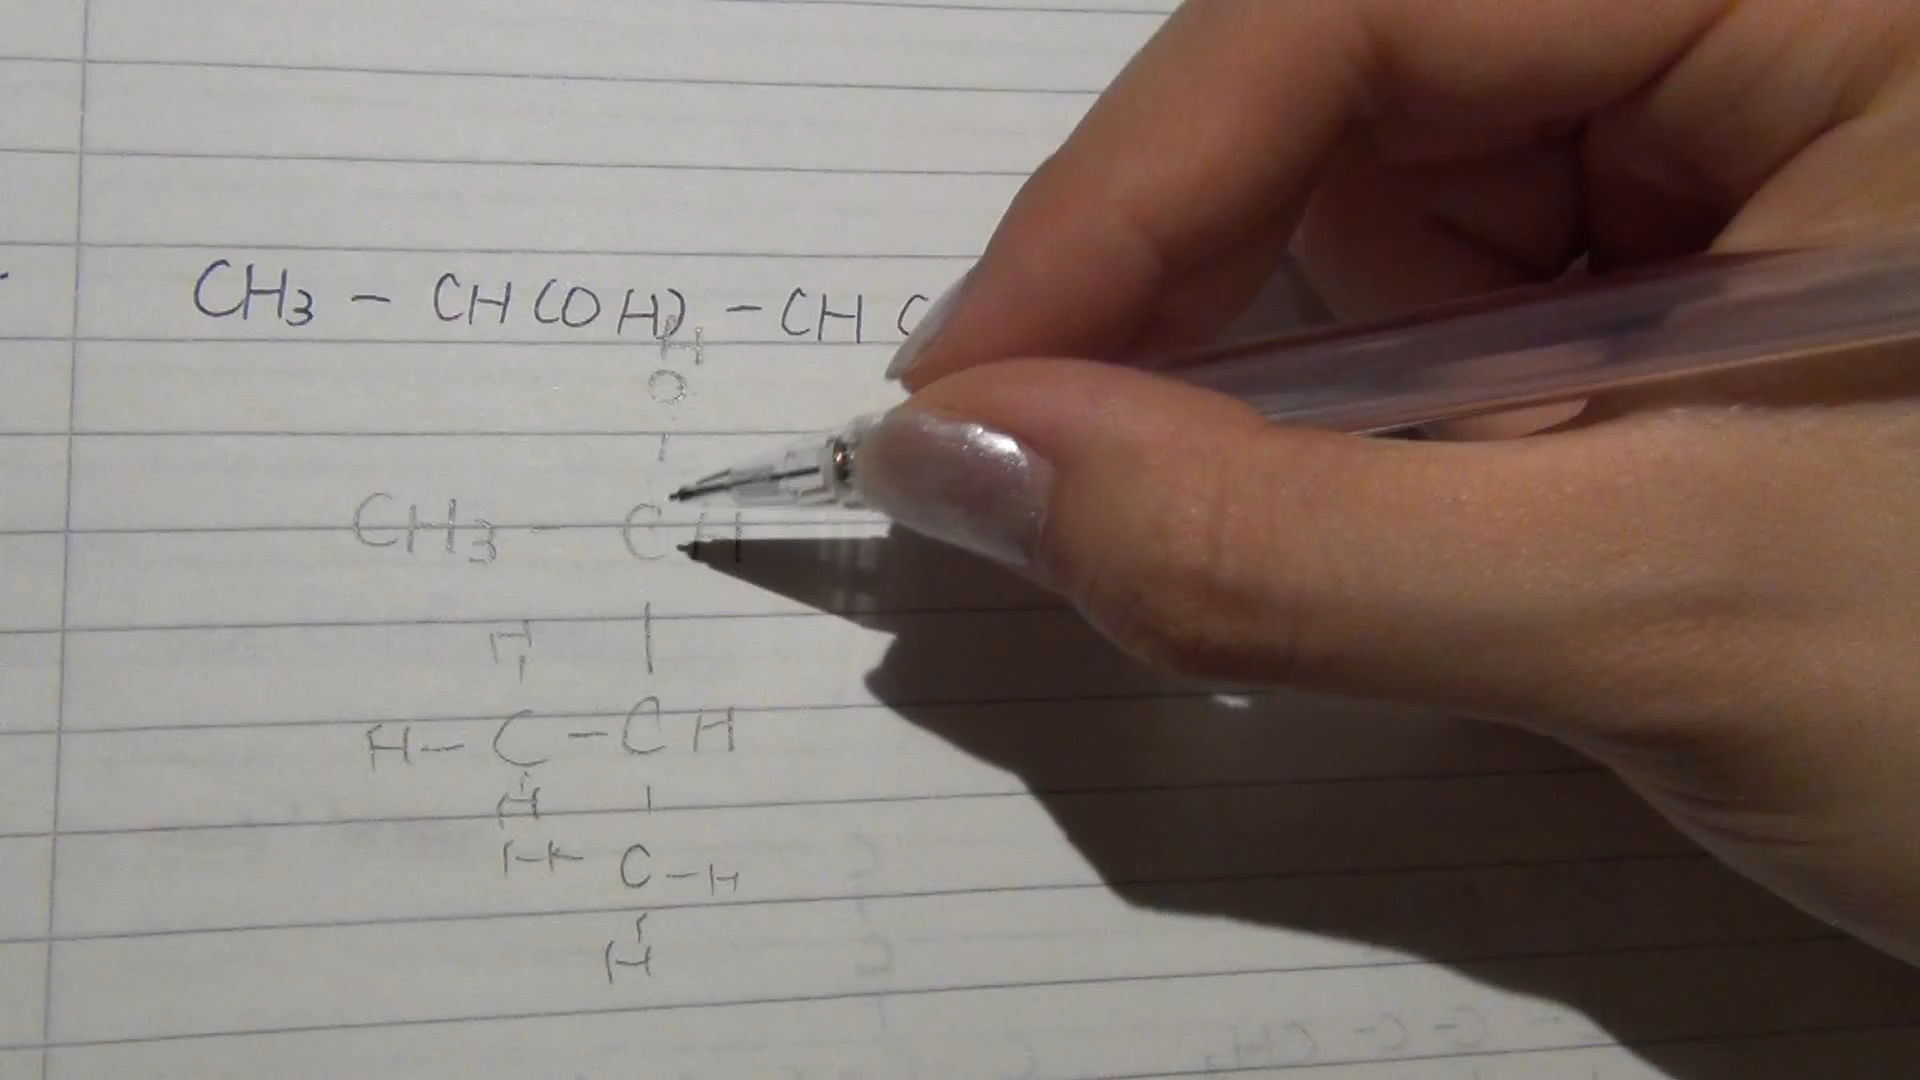 CH3 - CH(OH) - CH C
H
O
CH3 - CH
H
H - C - CH
H
H - C - H
H